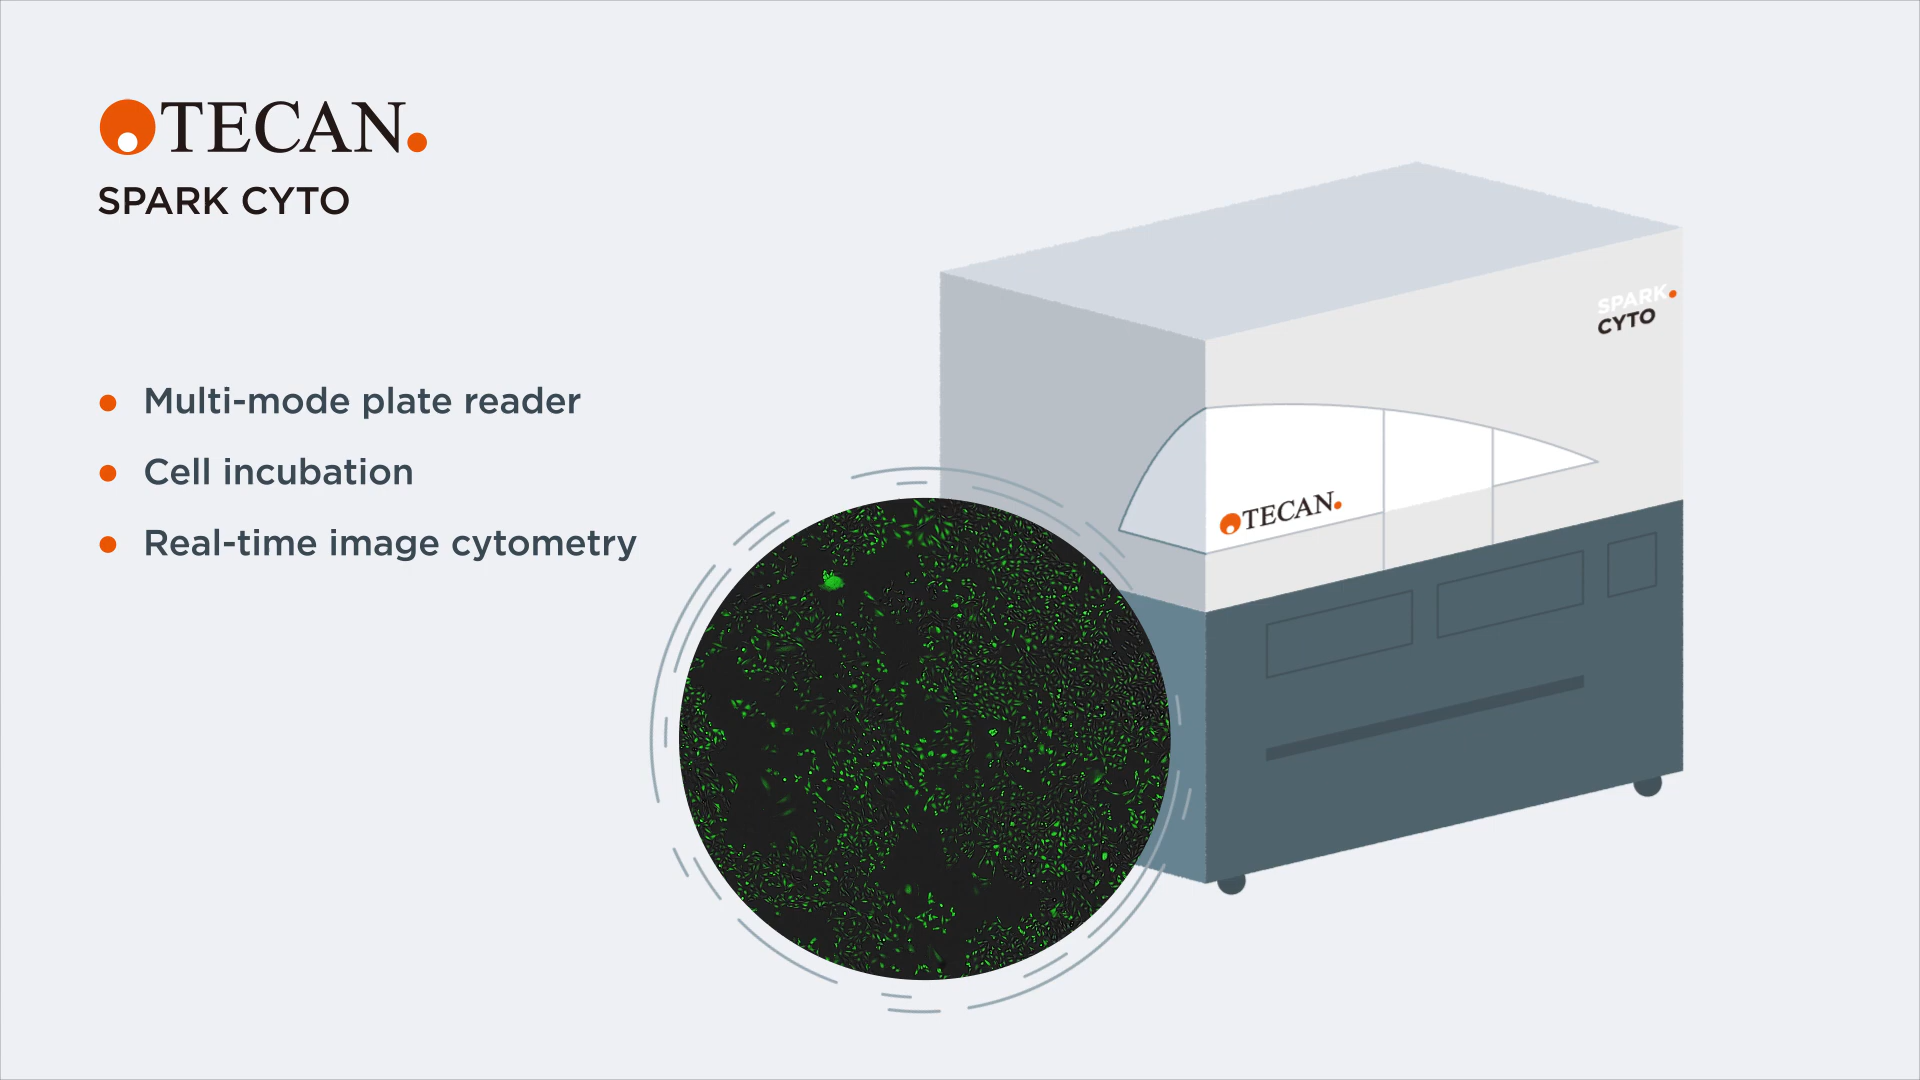 TECAN.
SPARK CYTO
Multi-mode plate reader
Cell incubation
Real-time image cytometry
SPARK.
CYTO
TECAN.